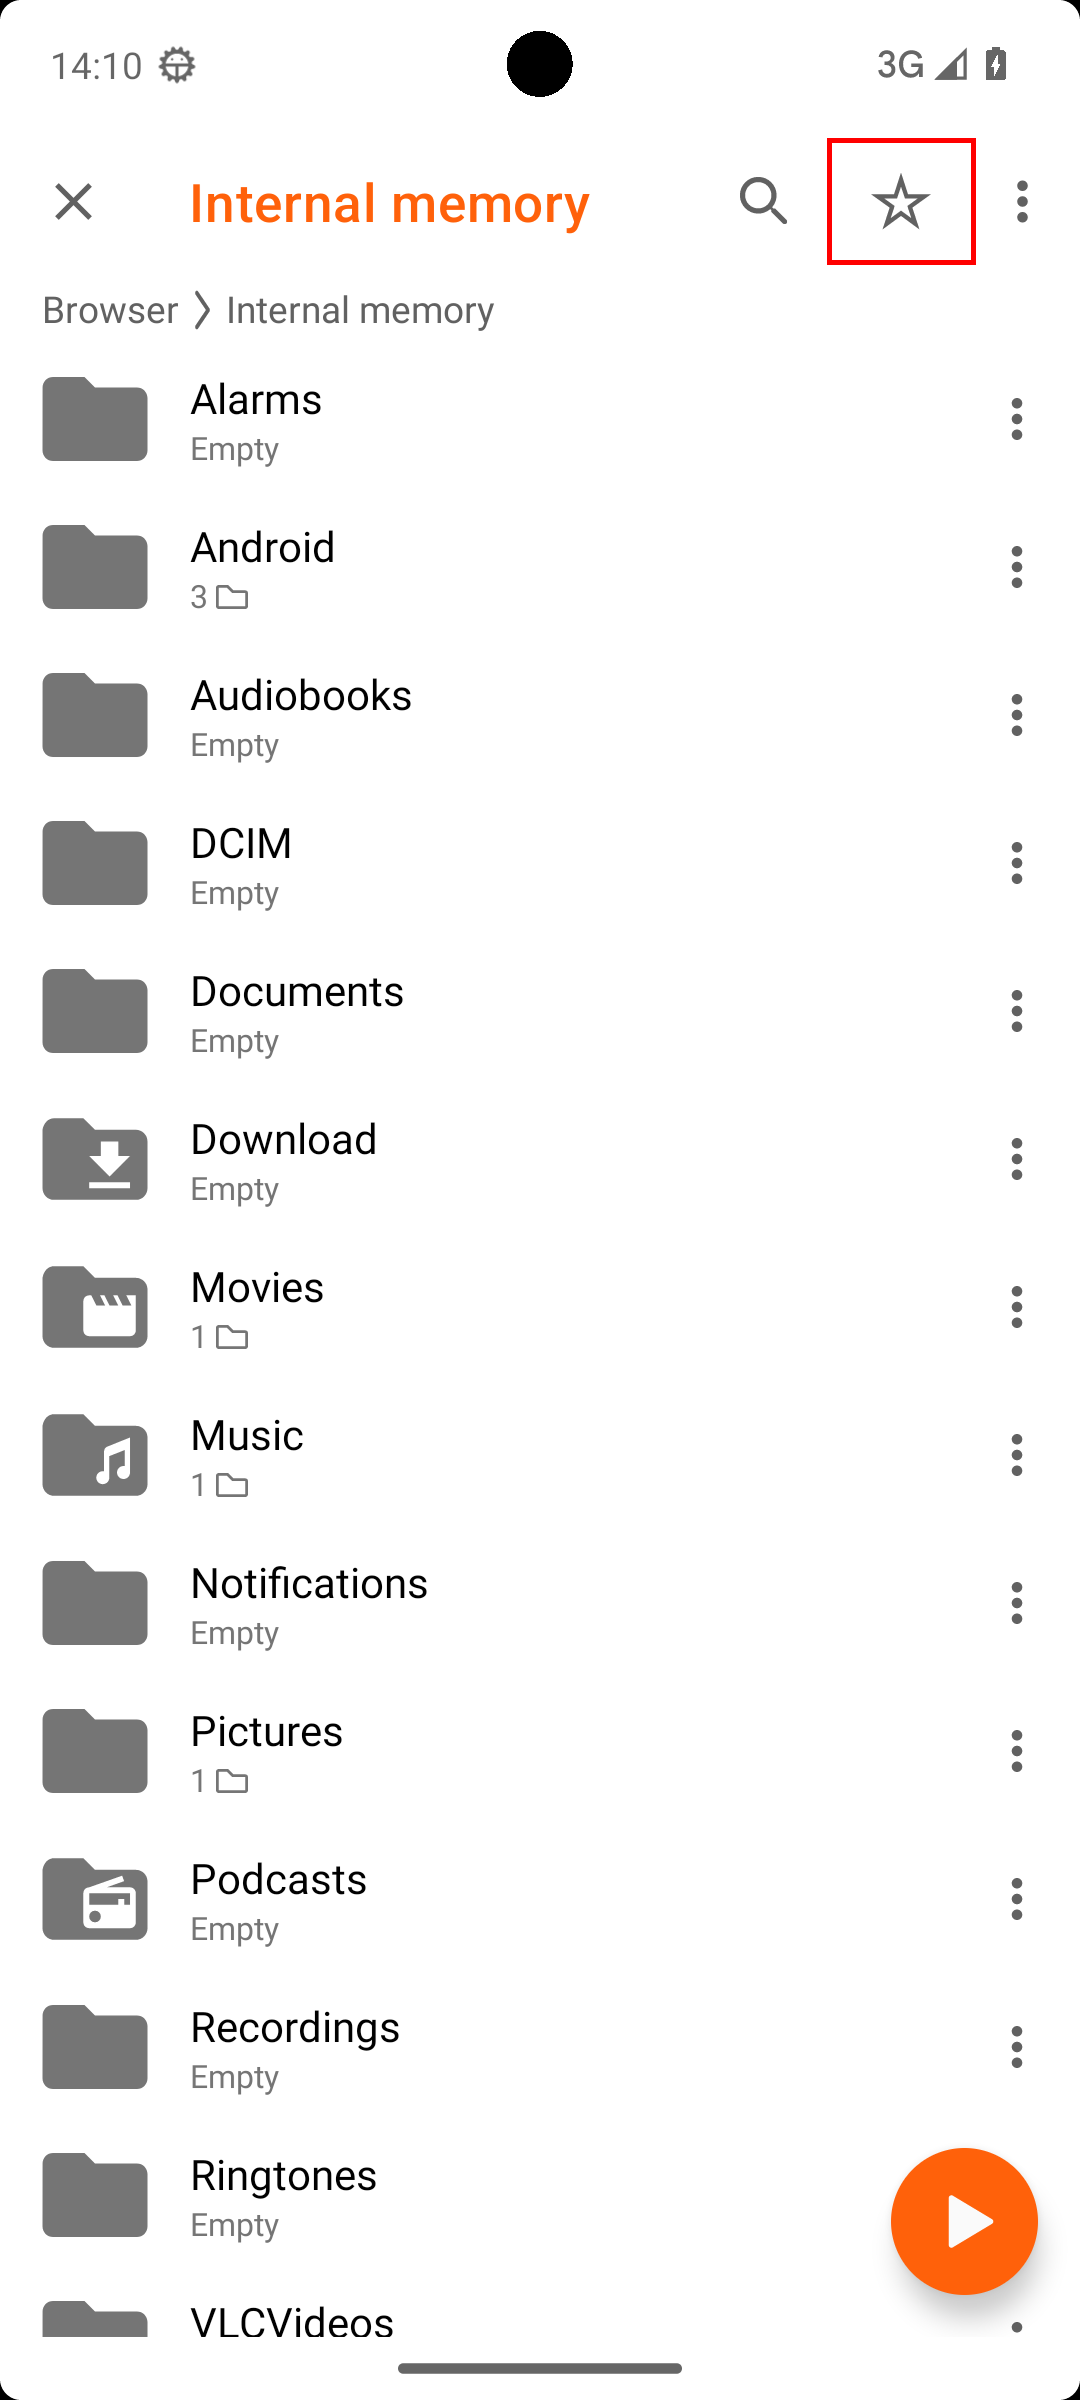 14:10
3G
Internal memory
Browser
Internal memory
Alarms
Empty
Android
3
Audiobooks
Empty
DCIM
Empty
Documents
Empty
Download
Empty
Movies
1
Music
1
Notifications
Empty
Pictures
1
Podcasts
Empty
Recordings
Empty
Ringtones
Empty
VLCVideos